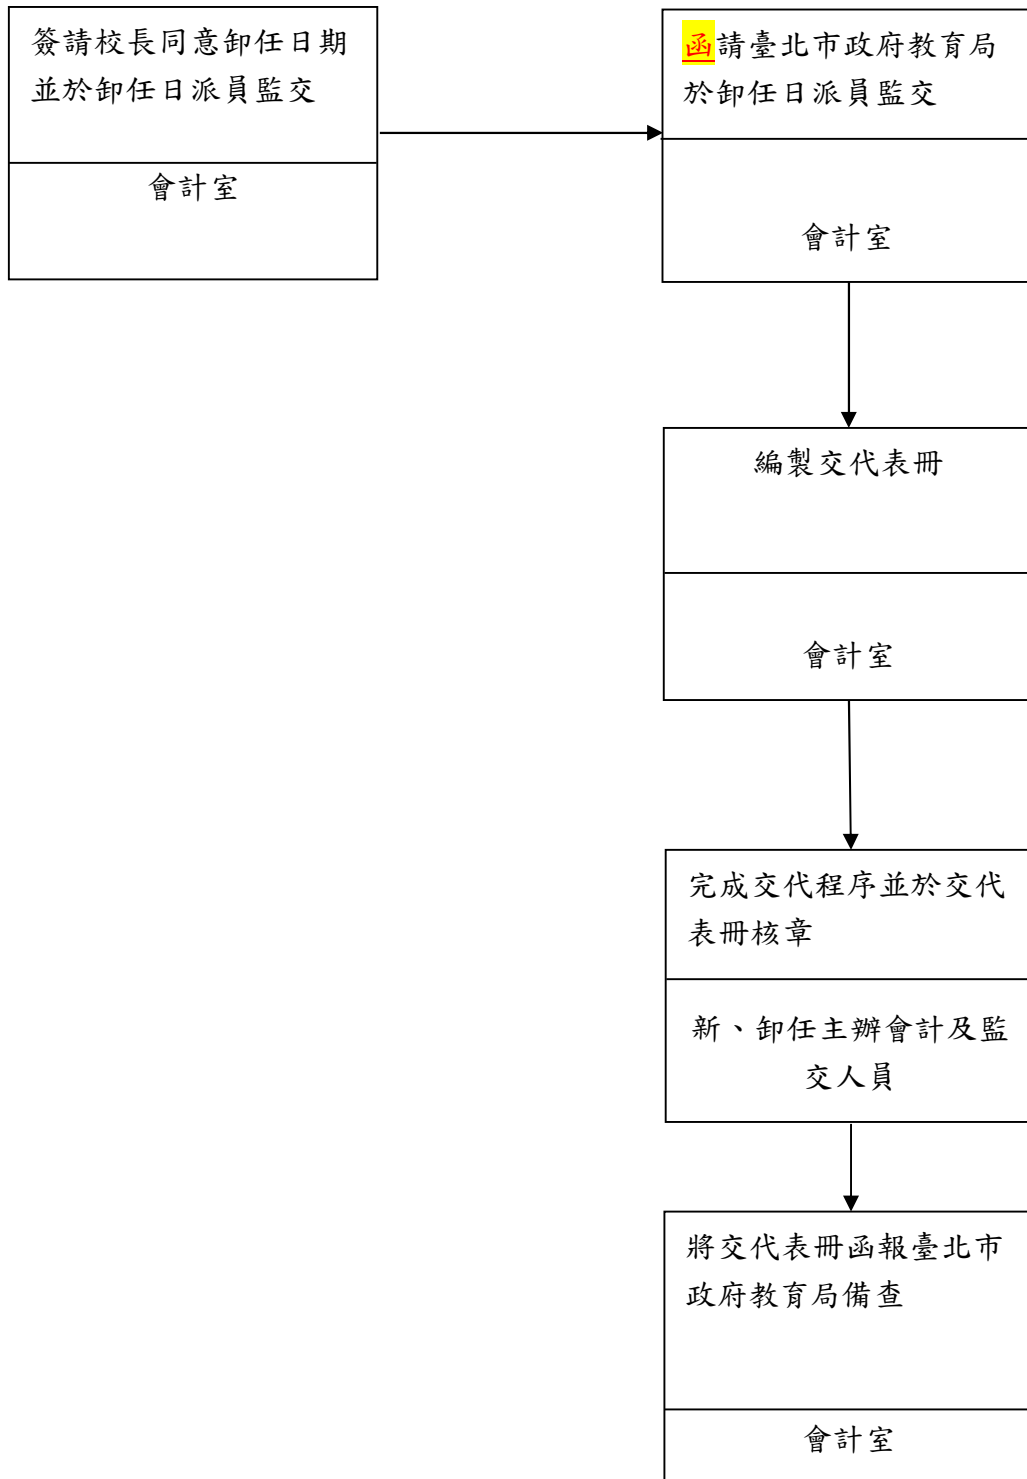 簽請校長同意卸任日期
並於卸任日派員監交
會計室
函請臺北市政府教育局
於卸任日派員監交
會計室
編製交代表冊
會計室
完成交代程序並於交代
表冊核章
新、卸任主辦會計及監
交人員
將交代表冊函報臺北市
政府教育局備查
會計室